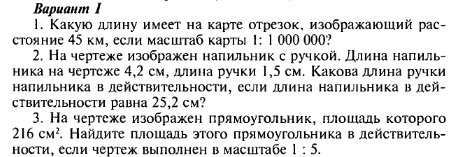 Вариант I
1. Какую длину имеет на карте отрезок, изображающий рас-
стояние 45 км, если масштаб карты 1: 1 000 000?
2. На чертеже изображен напильник с ручкой. Длина напиль-
ника на чертеже 4,2 см, длина ручки 1,5 см. Какова длина ручки
напильника в действительности, если длина напильника в дей-
ствительности равна 25,2 см?
3. На чертеже изображен прямоугольник, площадь которого
216 см². Найдите площадь этого прямоугольника в действитель-
ности, если чертеж выполнен в масштабе 1 : 5.